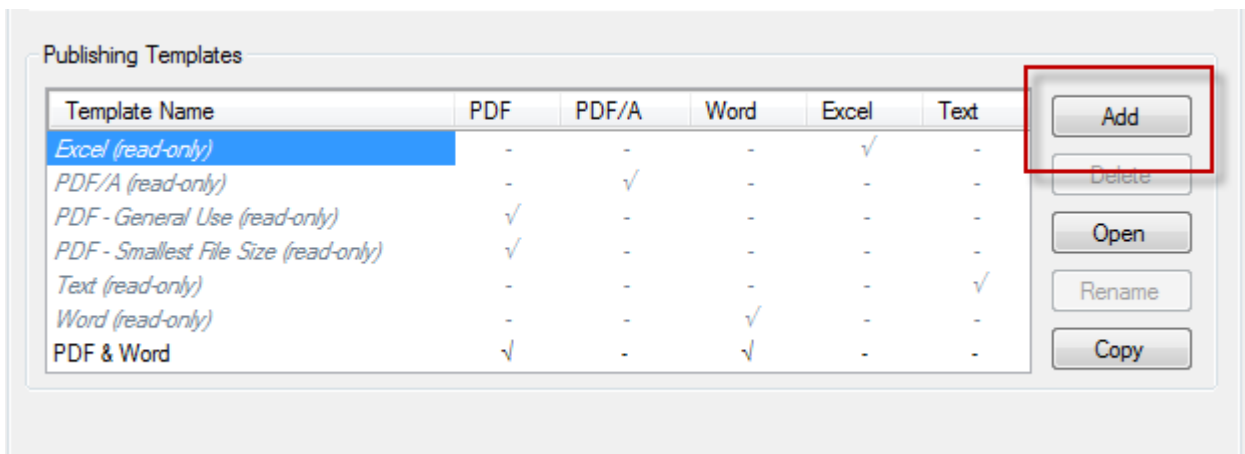 Publishing Templates
Template Name PDF PDF/A Word Excel Text
Excel (read-only) - - - √ -
PDF/A (read-only) - √ - - -
PDF - General Use (read-only) √ - - - -
PDF - Smallest File Size (read-only) √ - - - -
Text (read-only) - - - - √
Word (read-only) - - √ - -
PDF & Word √ - √ - -
Add
Delete
Open
Rename
Copy